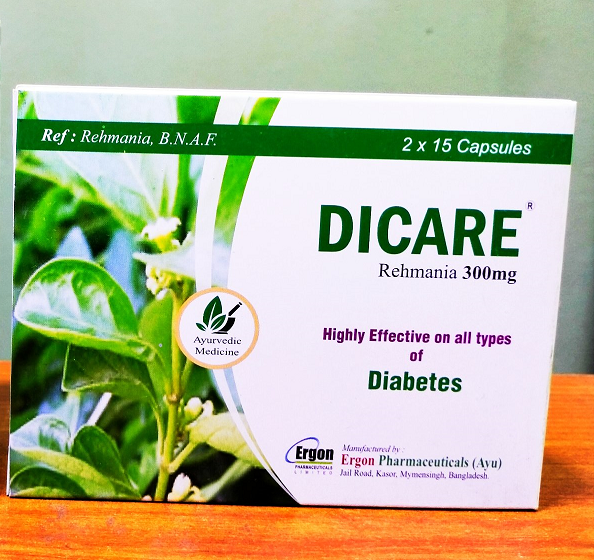 Ref : Rehmania, B.N.A.F.
2 x 15 Capsules
DICARE®
Rehmania 300mg
Ayurvedic
Medicine
Highly Effective on all types
of
Diabetes
Ergon
PHARMACEUTICALS
LIMITED
Manufactured by :
Ergon Pharmaceuticals (Ayu)
Jail Road, Kasor, Mymensingh, Bangladesh.